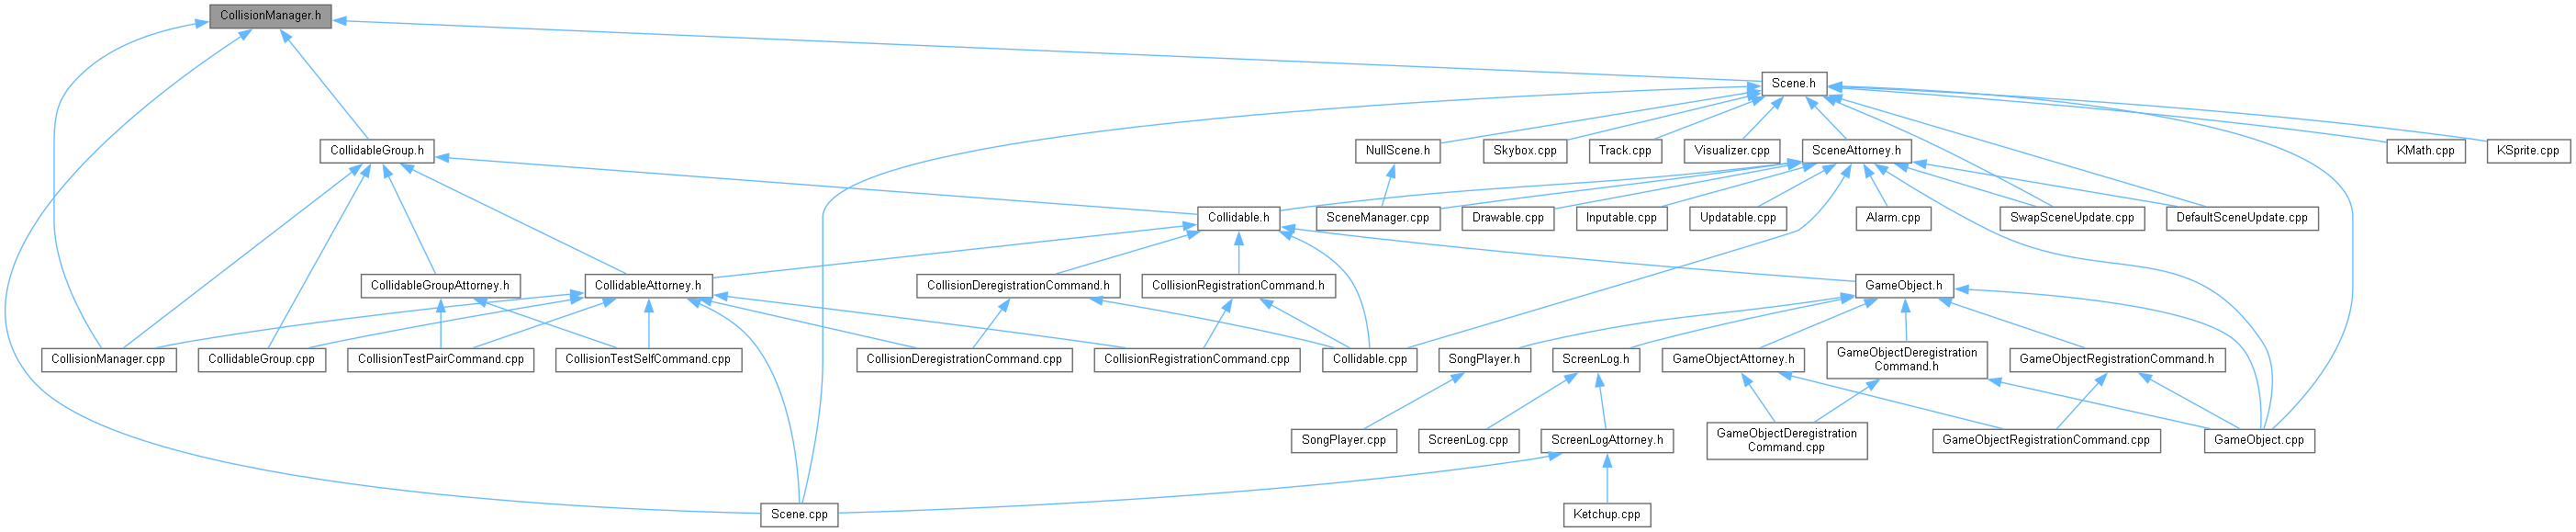 CollisionManager.h
Scene.h
CollidableGroup.h
NullScene.h
Skybox.cpp
Track.cpp
Visualizer.cpp
SceneAttorney.h
KMath.cpp
KSprite.cpp
Collidable.h
SceneManager.cpp
Drawable.cpp
Inputable.cpp
Updatable.cpp
Alarm.cpp
SwapSceneUpdate.cpp
DefaultSceneUpdate.cpp
CollidableGroupAttorney.h
CollidableAttorney.h
CollisionDeregistrationCommand.h
CollisionRegistrationCommand.h
GameObject.h
CollisionManager.cpp
CollidableGroup.cpp
CollisionTestPairCommand.cpp
CollisionTestSelfCommand.cpp
CollisionDeregistrationCommand.cpp
CollisionRegistrationCommand.cpp
Collidable.cpp
SongPlayer.h
ScreenLog.h
GameObjectAttorney.h
GameObjectDeregistration
Command.h
GameObjectRegistrationCommand.h
SongPlayer.cpp
ScreenLog.cpp
ScreenLogAttorney.h
GameObjectDeregistration
Command.cpp
GameObjectRegistrationCommand.cpp
GameObject.cpp
Scene.cpp
Ketchup.cpp